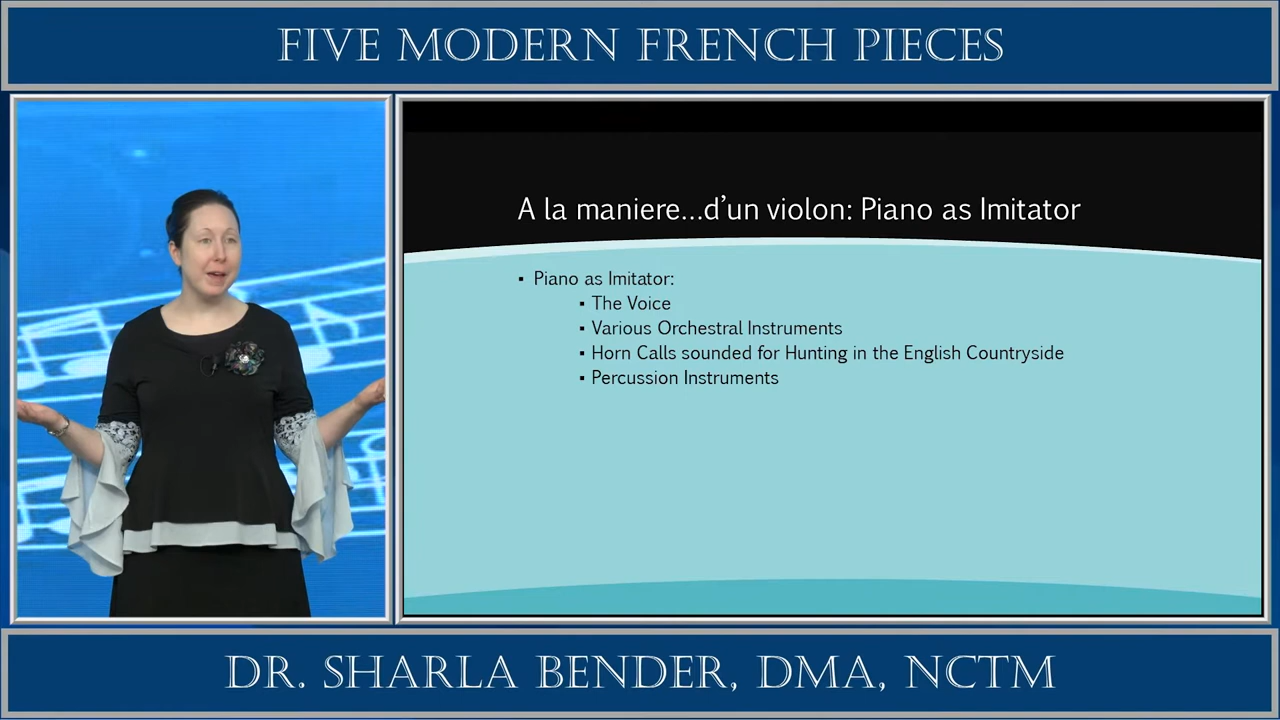 FIVE MODERN FRENCH PIECES
A la maniere...d’un violon: Piano as Imitator
▪ Piano as Imitator:
▪ The Voice
▪ Various Orchestral Instruments
▪ Horn Calls sounded for Hunting in the English Countryside
▪ Percussion Instruments
DR. SHARLA BENDER, DMA, NCTM